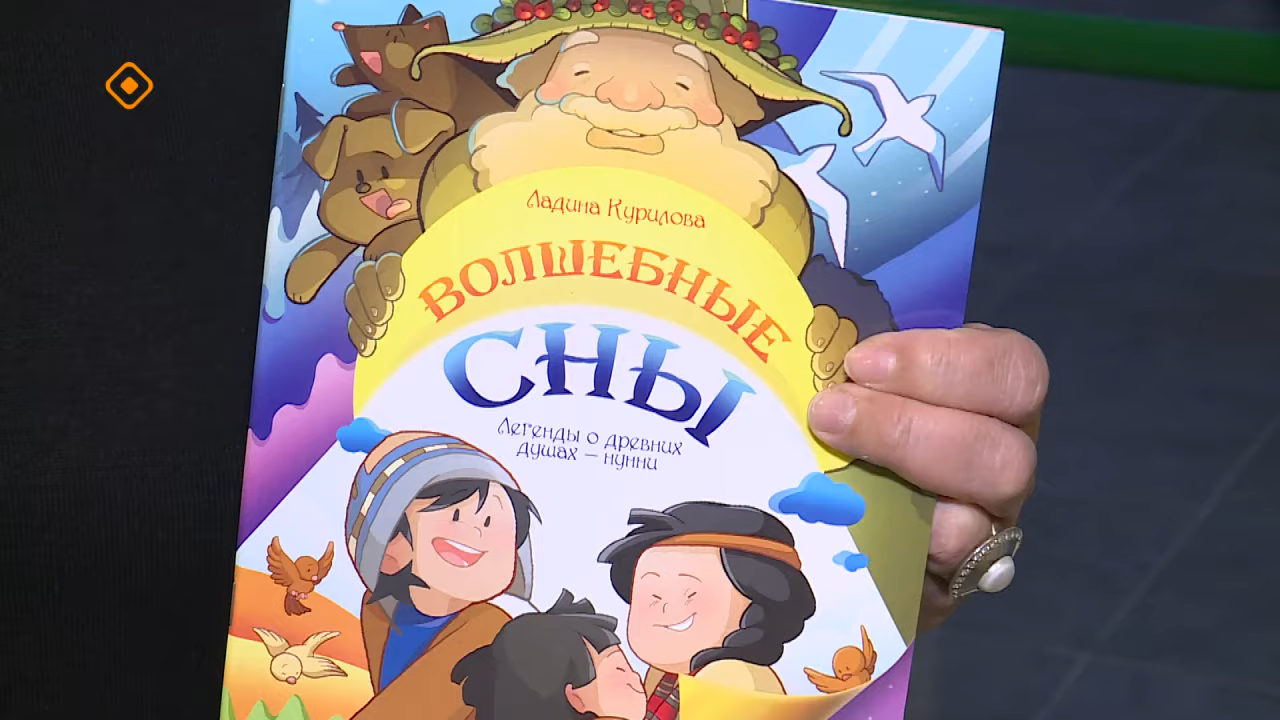 Ладина Курилова
ВОЛШЕБНЫЕ
СНЫ
Легенды о древних
душах – нунни